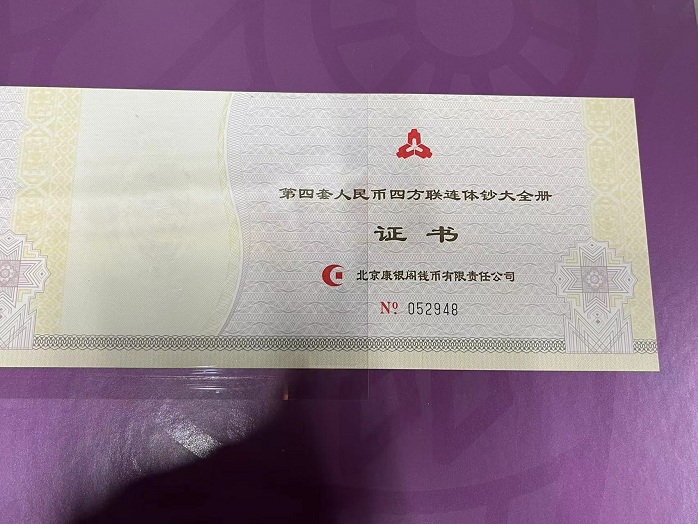 第四套人民币四方联连体钞大全册
证书
北京康银阁钱币有限责任公司
Nº 052948